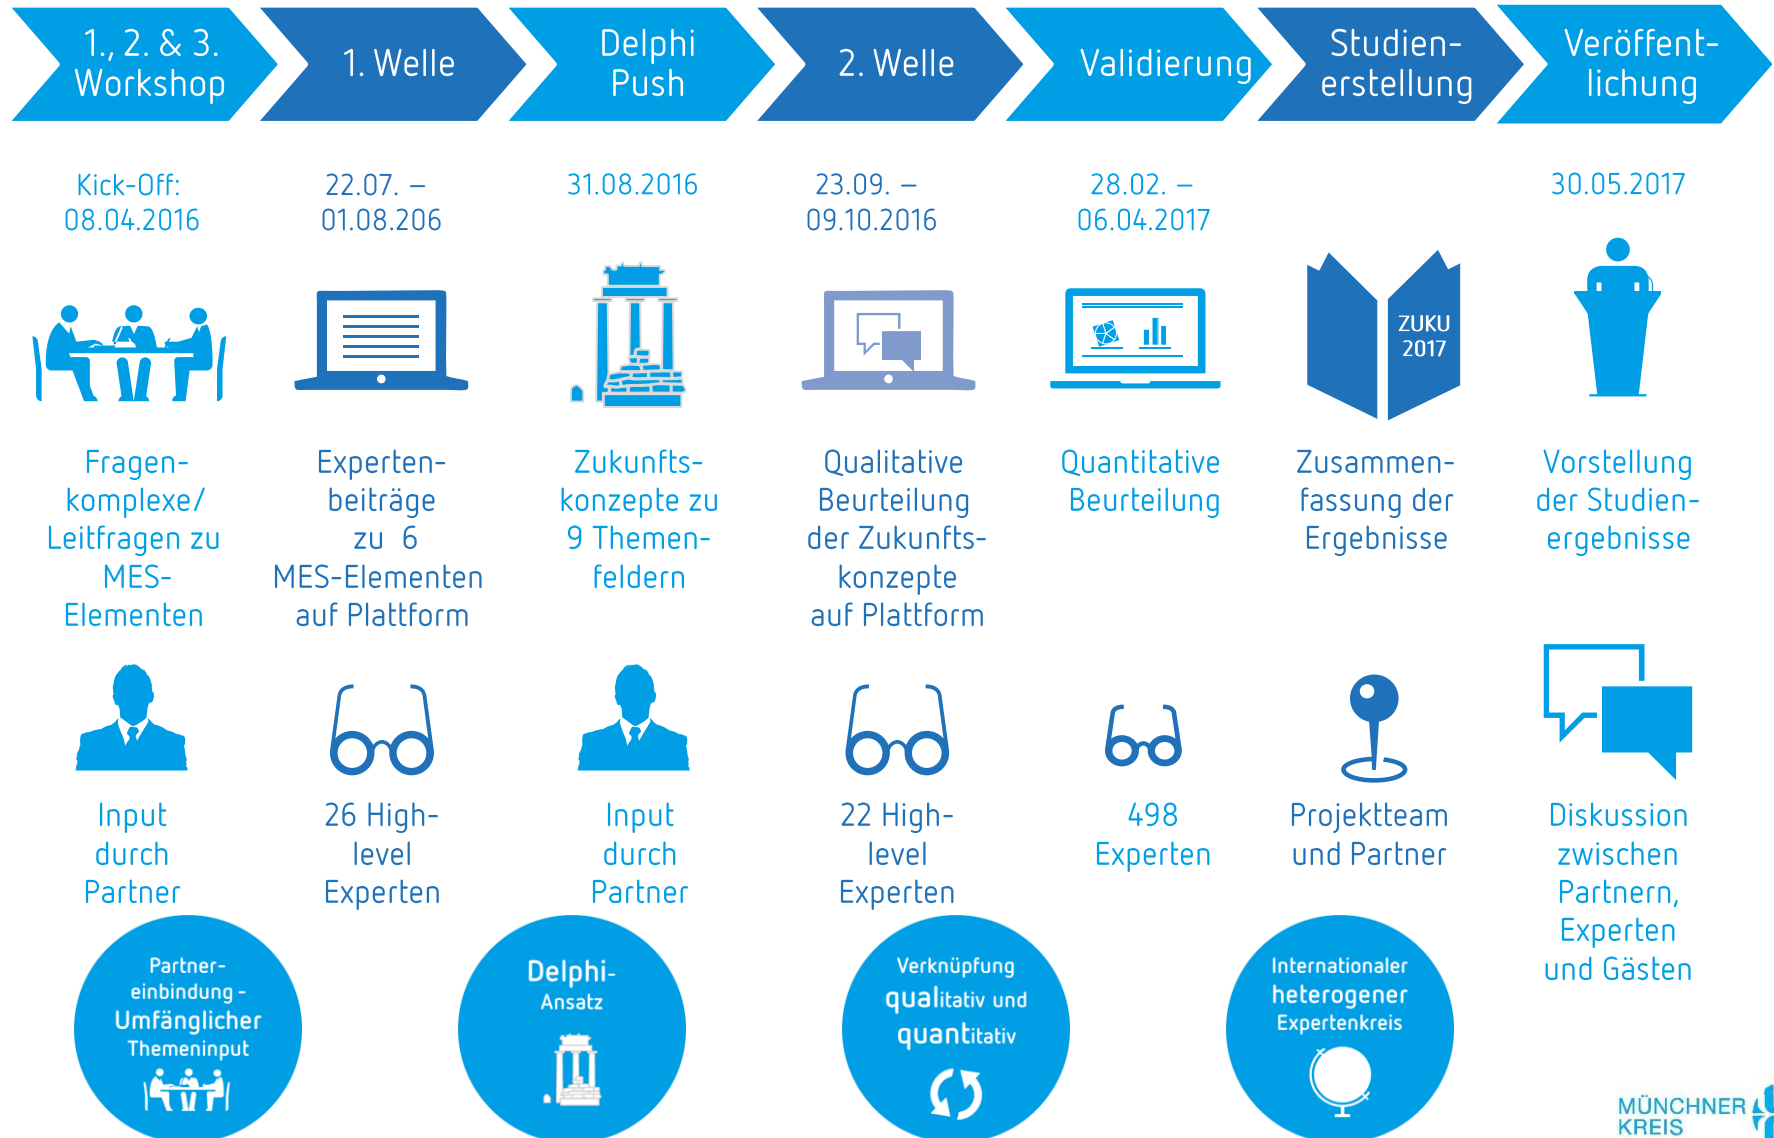 1., 2. & 3.
Workshop
1. Welle
Delphi
Push
2. Welle
Validierung
Studien-
erstellung
Veröffent-
lichung
Kick-Off:
08.04.2016
22.07. –
01.08.206
31.08.2016
23.09. –
09.10.2016
28.02. –
06.04.2017
30.05.2017
ZUKU
2017
Fragen-
komplexe/
Leitfragen zu
MES-
Elementen
Experten-
beiträge
zu 6
MES-Elementen
auf Plattform
Zukunfts-
konzepte zu
9 Themen-
feldern
Qualitative
Beurteilung
der Zukunfts-
konzepte
auf Plattform
Quantitative
Beurteilung
Zusammen-
fassung der
Ergebnisse
Vorstellung
der Studien-
ergebnisse
Input
durch
Partner
26 High-
level
Experten
Input
durch
Partner
22 High-
level
Experten
498
Experten
Projektteam
und Partner
Diskussion
zwischen
Partnern,
Experten
und Gästen
Partner-
einbindung -
Umfänglicher
Themeninput
Delphi-
Ansatz
Verknüpfung
qualitativ und
quantitativ
Internationaler
heterogener
Expertenkreis
MÜNCHNER
KREIS